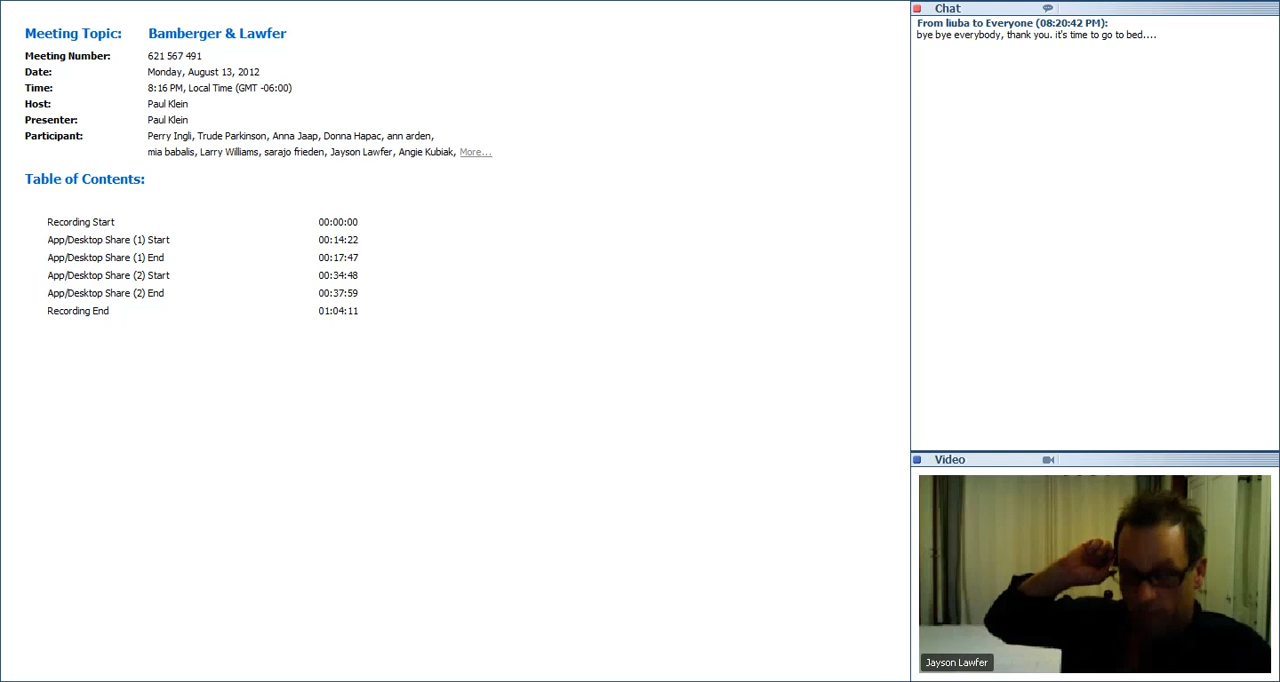 Meeting Topic: Bamberger & Lawfer
Meeting Number: 621 567 491
Date: Monday, August 13, 2012
Time: 8:16 PM, Local Time (GMT -06:00)
Host: Paul Klein
Presenter: Paul Klein
Participant: Perry Ingli, Trude Parkinson, Anna Jaap, Donna Hapac, ann arden,
mia babalis, Larry Williams, sarajo frieden, Jayson Lawfer, Angie Kubiak, More...
Table of Contents:
Recording Start 00:00:00
App/Desktop Share (1) Start 00:14:22
App/Desktop Share (1) End 00:17:47
App/Desktop Share (2) Start 00:34:48
App/Desktop Share (2) End 00:37:59
Recording End 01:04:11
Chat
From liuba to Everyone (08:20:42 PM):
bye bye everybody, thank you. it's time to go to bed....
Video
Jayson Lawfer